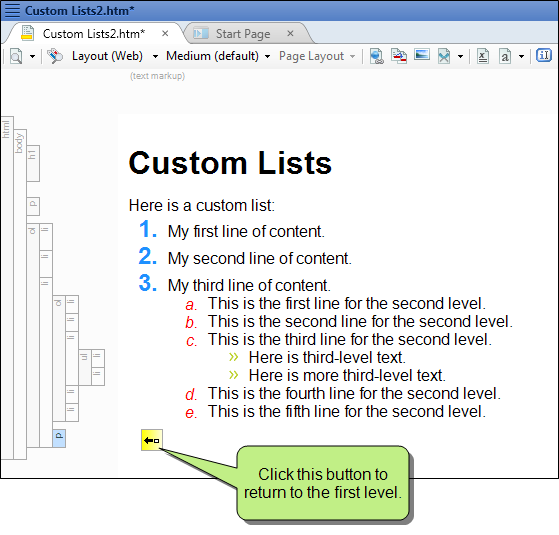 Custom Lists2.htm*
Custom Lists2.htm*
Start Page
Layout (Web)
Medium (default)
Page Layout
(text markup)
html
body
h1
Custom Lists
p
Here is a custom list:
ol
li
1. My first line of content.
li
2. My second line of content.
li
3. My third line of content.
ol
li
a. This is the first line for the second level.
li
b. This is the second line for the second level.
li
c. This is the third line for the second level.
ul
li
» Here is third-level text.
li
» Here is more third-level text.
li
d. This is the fourth line for the second level.
li
e. This is the fifth line for the second level.
p
Click this button to
return to the first level.